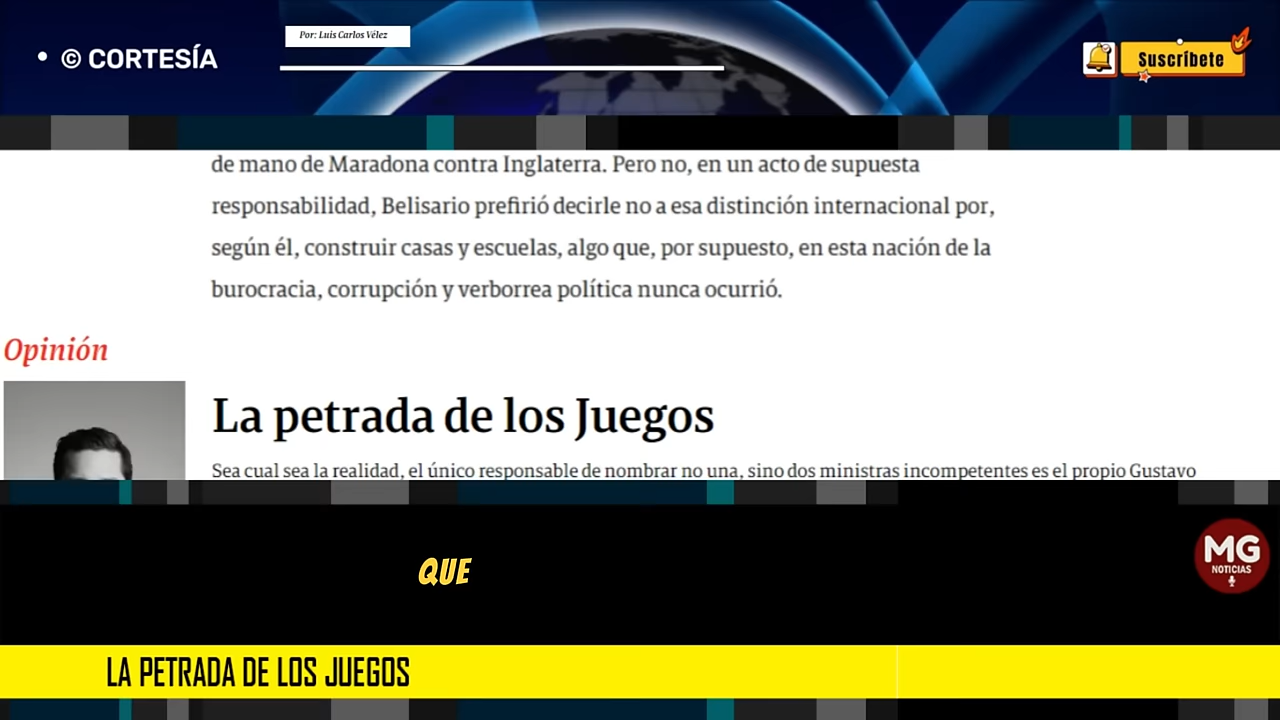 Por: Luis Carlos Vélez
• © CORTESÍA
Suscríbete
de mano de Maradona contra Inglaterra. Pero no, en un acto de supuesta
responsabilidad, Belisario prefirió decirle no a esa distinción internacional por,
según él, construir casas y escuelas, algo que, por supuesto, en esta nación de la
burocracia, corrupción y verborrea política nunca ocurrió.
Opinión
La petrada de los Juegos
Sea cual sea la realidad, el único responsable de nombrar no una, sino dos ministras incompetentes es el propio Gustavo
QUE
MG
NOTICIAS
LA PETRADA DE LOS JUEGOS